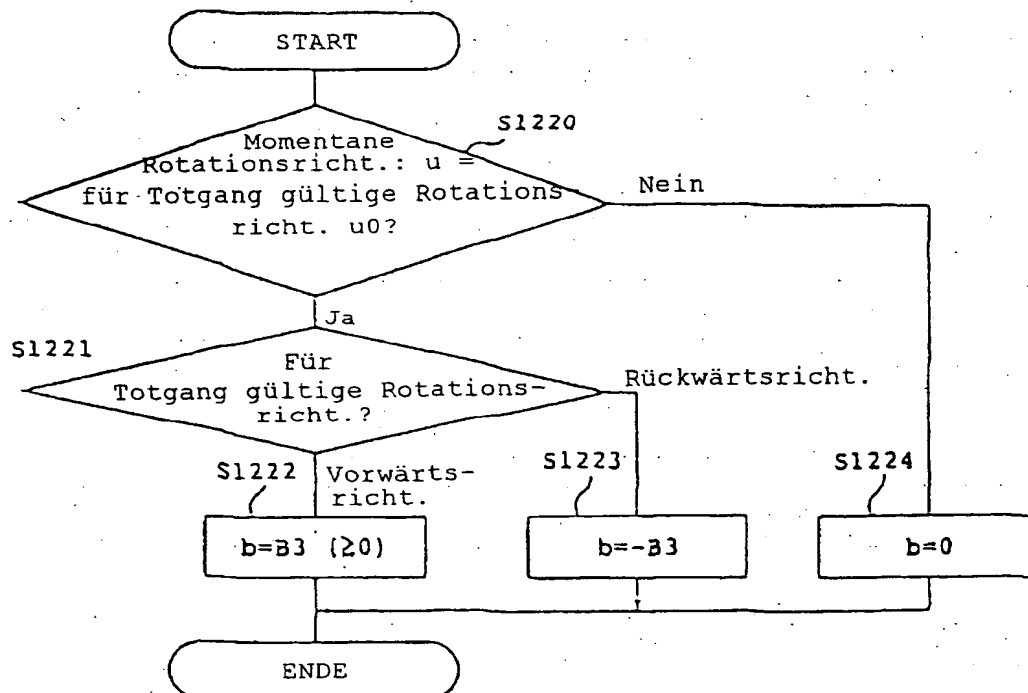 START
S1220
Momentane
Rotationsricht.: u =
für Totgang gültige Rotations-
richt. u0?
Nein
Ja
S1221
Für
Totgang gültige Rotations-
richt.?
Rückwärtsricht.
S1222
Vorwärts-
richt.
S1223
S1224
b=B3 (≥0)
b=-B3
b=0
ENDE